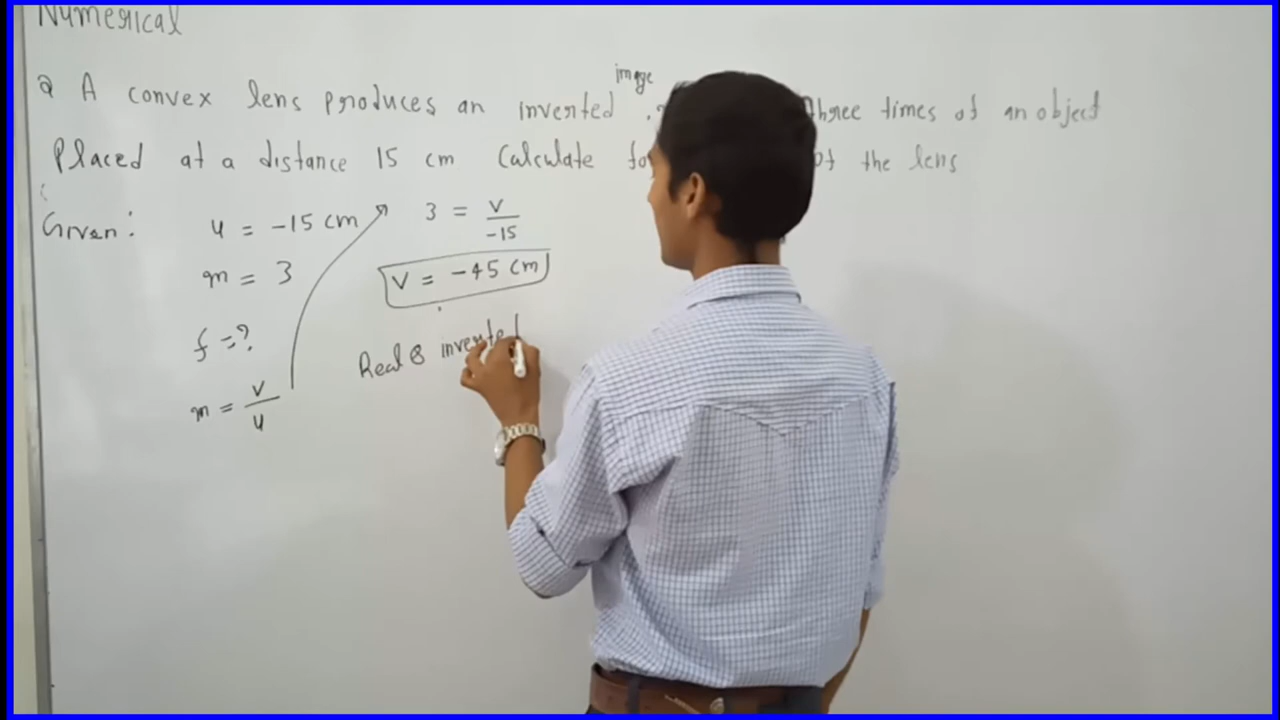 Numerical
Q A convex lens produces an inverted image three times of an object
Placed at a distance 15 cm Calculate of the lens
Given: u = -15 cm
m = 3
f = ?
m = v/u
3 = v/-15
v = -45 cm
Real & inverted